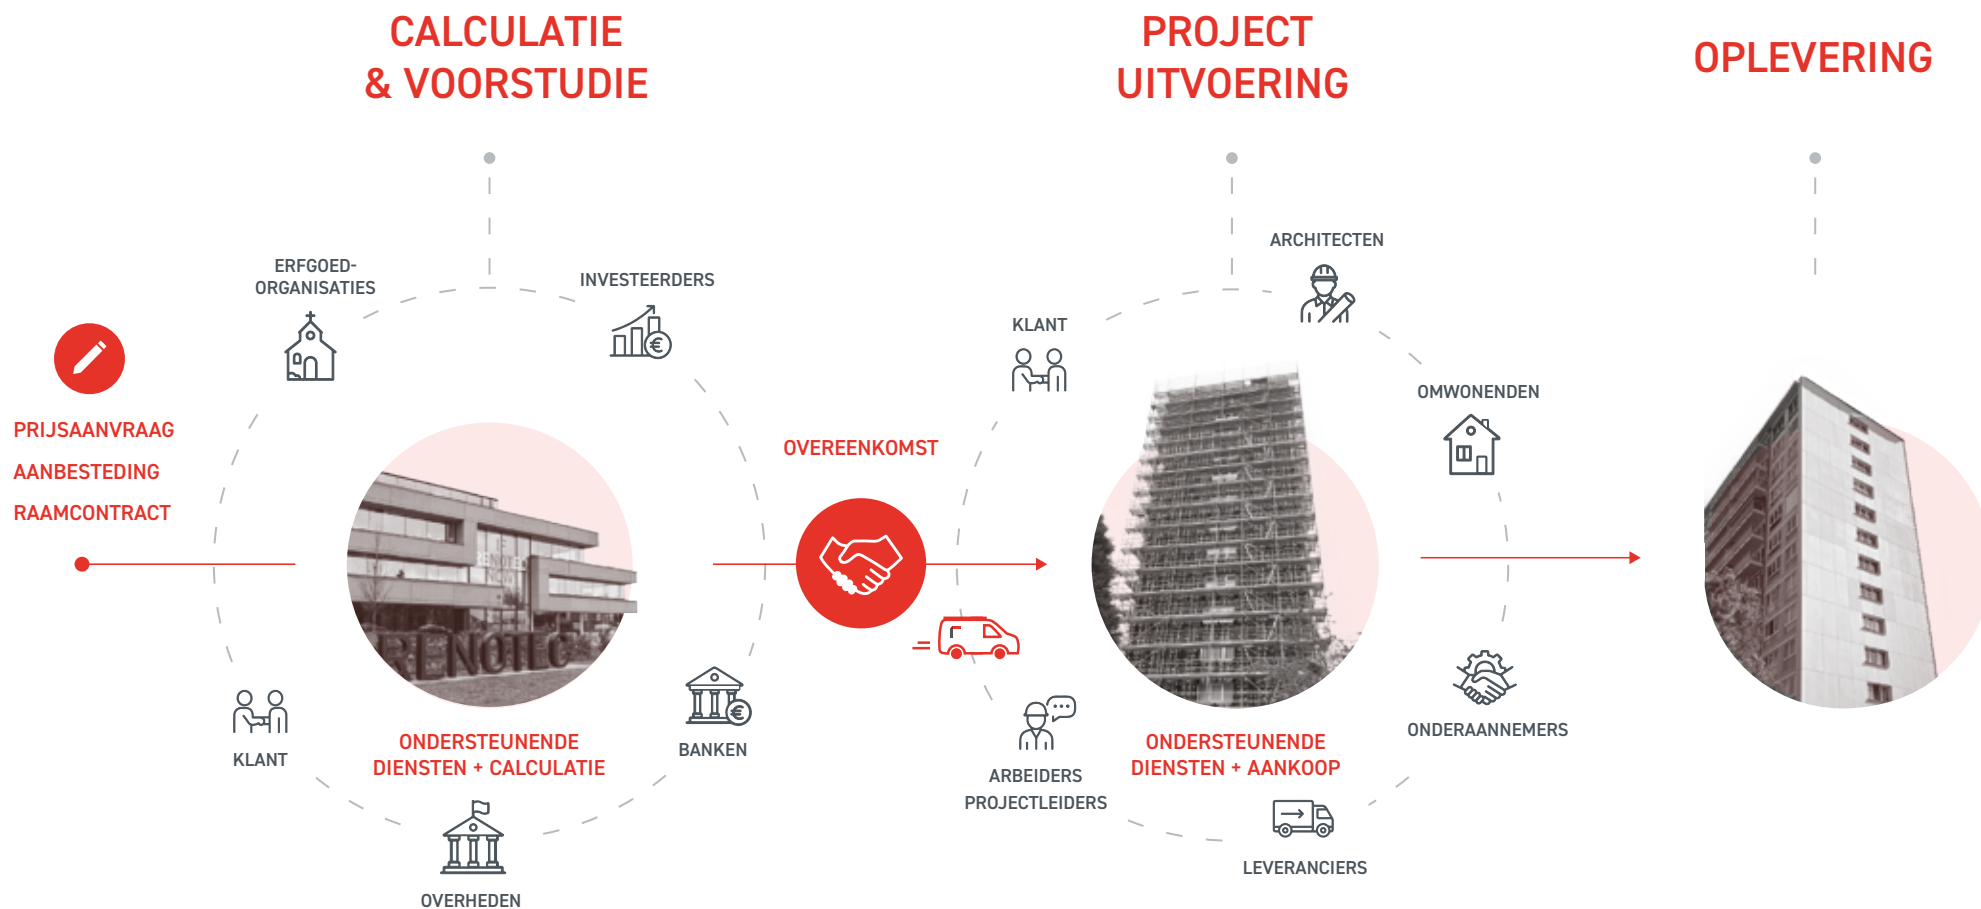 CALCULATIE
& VOORSTUDIE
PROJECT
UITVOERING
OPLEVERING
PRIJSAANVRAAG
AANBESTEDING
RAAMCONTRACT
ERFGOED-
ORGANISATIES
INVESTEERDERS
BANKEN
OVERHEDEN
KLANT
RENOTEC
ONDERSTEUNENDE
DIENSTEN + CALCULATIE
OVEREENKOMST
KLANT
ARCHITECTEN
OMWONENDEN
ONDERAANNEMERS
LEVERANCIERS
ARBEIDERS
PROJECTLEIDERS
ONDERSTEUNENDE
DIENSTEN + AANKOOP